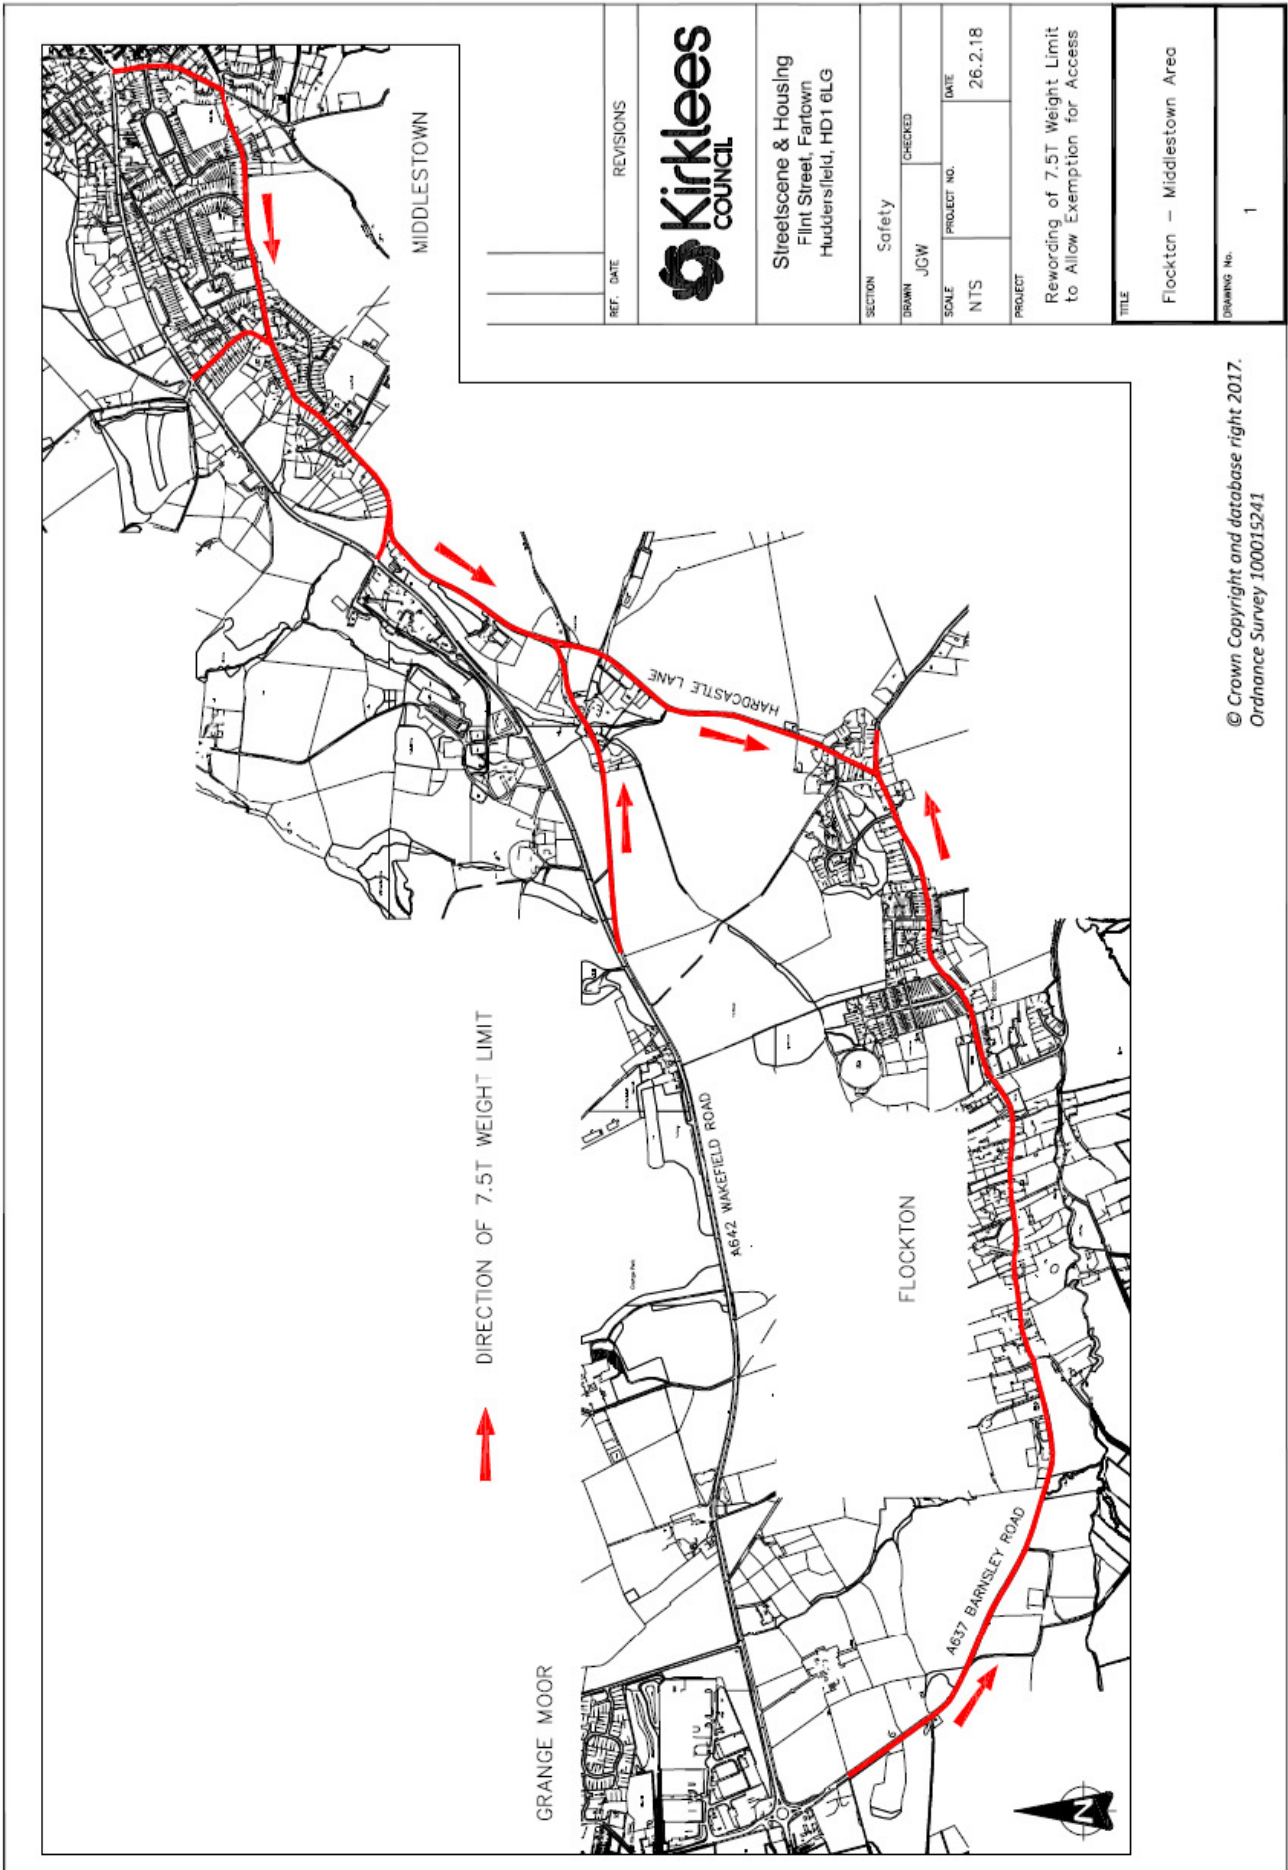 GRANGE MOOR
DIRECTION OF 7.5T WEIGHT LIMIT
MIDDLESTOWN
A642 WAKEFIELD ROAD
HARDCASTLE LANE
FLOCKTON
A637 BARNSLEY ROAD
N
REF. DATE REVISIONS
Kirklees
COUNCIL
Streetscene & Housing
Flint Street, Fartown
Huddersfield, HD1 6LG
SECTION
Safety
DRAWN CHECKED
JGW
SCALE PROJECT NO. DATE
NTS 26.2.18
PROJECT
Rewording of 7.5T Weight Limit
to Allow Exemption for Access
TITLE
Flockton – Middlestown Area
DRAWING No.
1
© Crown Copyright and database right 2017.
Ordnance Survey 100015241